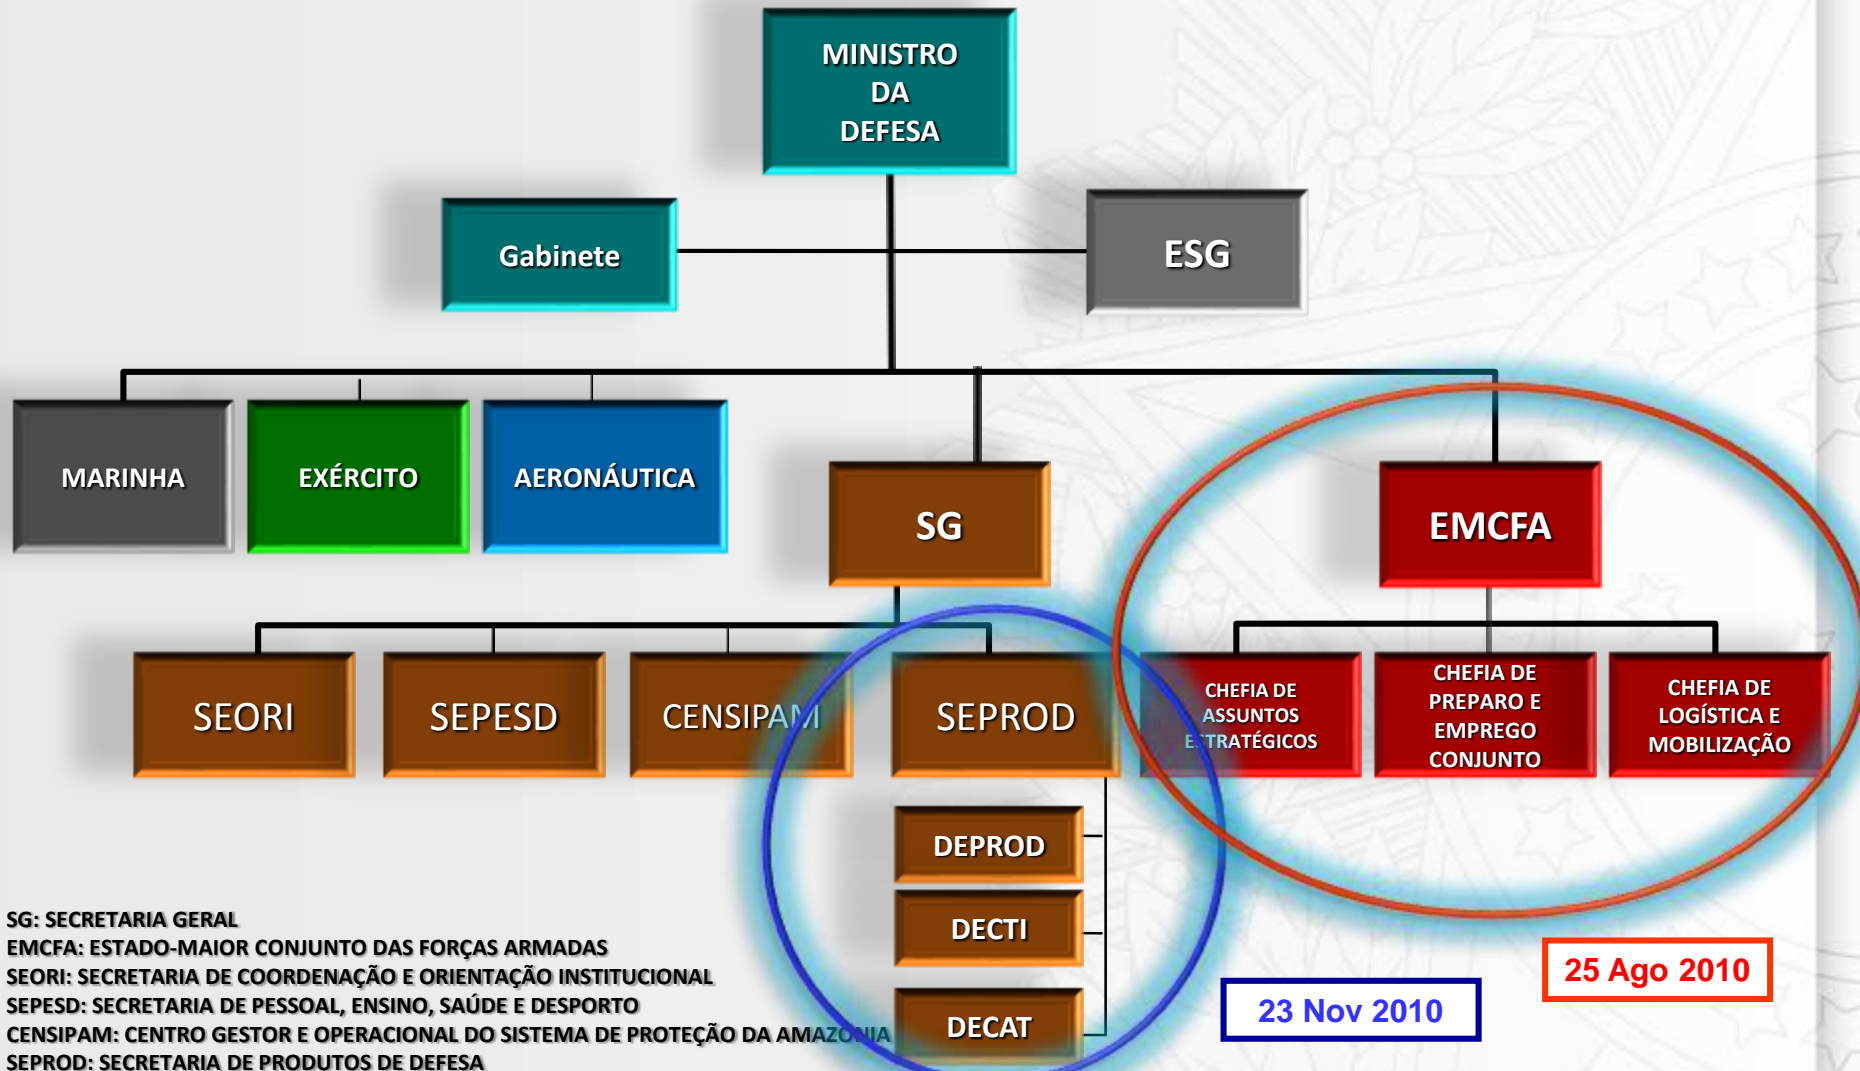 MINISTRO
DA
DEFESA
Gabinete
ESG
MARINHA
EXÉRCITO
AERONÁUTICA
SG
EMCFA
SEORI
SEPESD
CENSIPAM
SEPROD
CHEFIA DE
ASSUNTOS
ESTRATÉGICOS
CHEFIA DE
PREPARO E
EMPREGO
CONJUNTO
CHEFIA DE
LOGÍSTICA E
MOBILIZAÇÃO
DEPROD
DECTI
DECAT
SG: SECRETARIA GERAL
EMCFA: ESTADO-MAIOR CONJUNTO DAS FORÇAS ARMADAS
SEORI: SECRETARIA DE COORDENAÇÃO E ORIENTAÇÃO INSTITUCIONAL
SEPESD: SECRETARIA DE PESSOAL, ENSINO, SAÚDE E DESPORTO
CENSIPAM: CENTRO GESTOR E OPERACIONAL DO SISTEMA DE PROTEÇÃO DA AMAZONIA
SEPROD: SECRETARIA DE PRODUTOS DE DEFESA
23 Nov 2010
25 Ago 2010